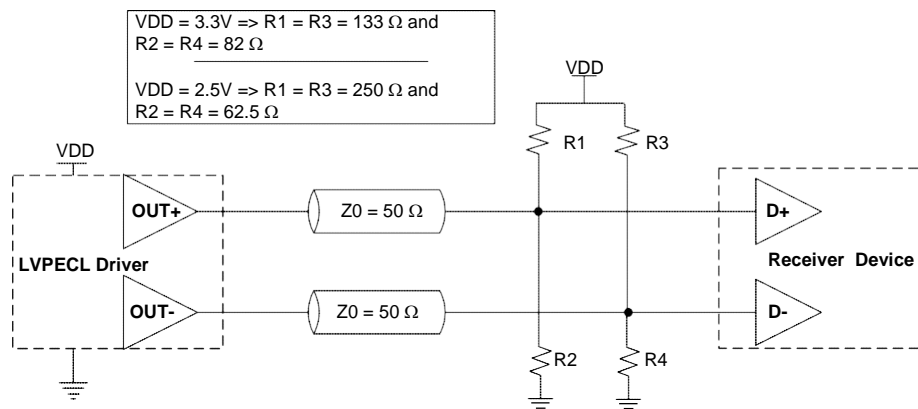 VDD = 3.3V => R1 = R3 = 133 Ω and
R2 = R4 = 82 Ω
VDD = 2.5V => R1 = R3 = 250 Ω and
R2 = R4 = 62.5 Ω
VDD
VDD
R1
R3
OUT+
Z0 = 50 Ω
D+
LVPECL Driver
Receiver Device
OUT-
Z0 = 50 Ω
D-
R2
R4